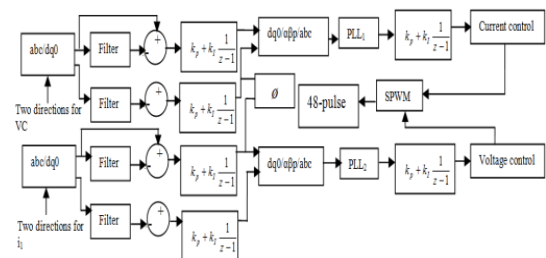 abc/dq0
Filter
+
-
k_p + k_I 1/(z-1)
dq0/αβp/abc
PLL₁
k_p + k_I 1/(z-1)
Current control
Two directions for
VC
Filter
+
-
k_p + k_I 1/(z-1)
ø
48-pulse
SPWM
abc/dq0
Filter
+
-
k_p + k_I 1/(z-1)
dq0/αβp/abc
PLL₂
k_p + k_I 1/(z-1)
Voltage control
Two directions for
i₁
Filter
+
-
k_p + k_I 1/(z-1)